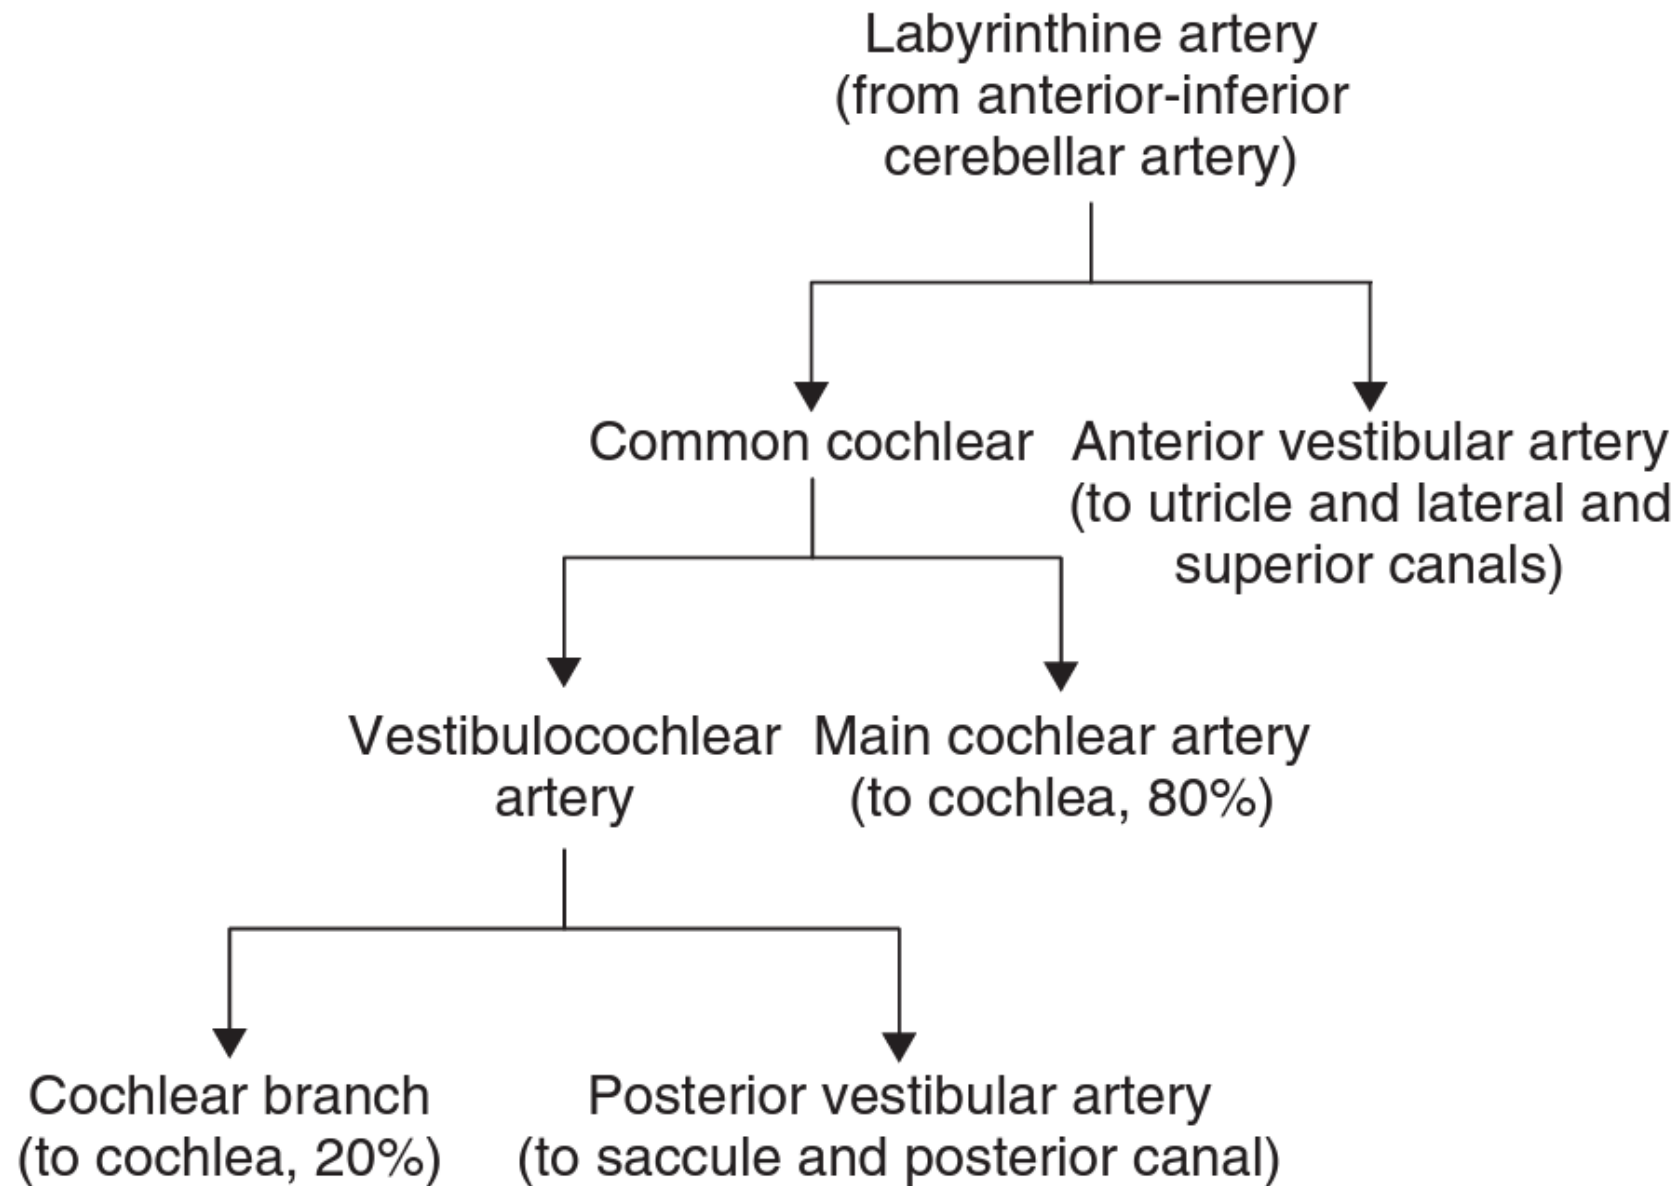 Labyrinthine artery
(from anterior-inferior
cerebellar artery)
Common cochlear
Anterior vestibular artery
(to utricle and lateral and
superior canals)
Vestibulocochlear
artery
Main cochlear artery
(to cochlea, 80%)
Cochlear branch
(to cochlea, 20%)
Posterior vestibular artery
(to saccule and posterior canal)